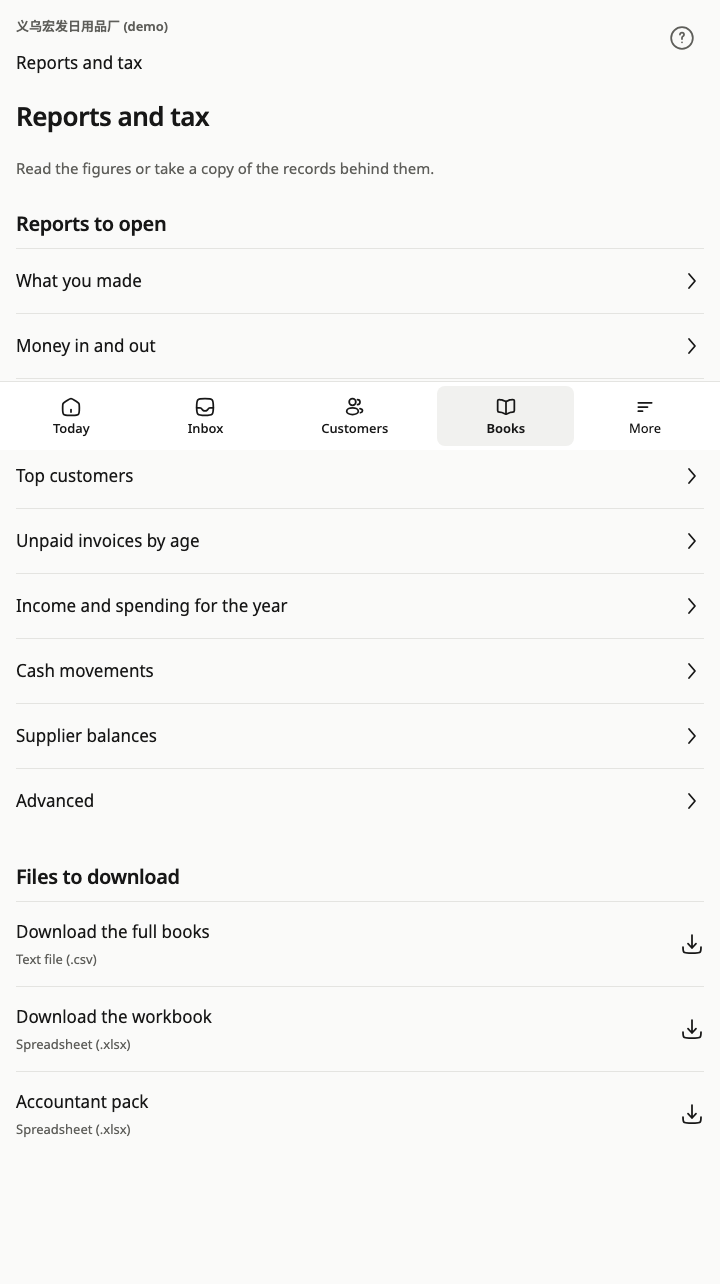 义乌宏发日用品厂 (demo)
Reports and tax
Reports and tax
Read the figures or take a copy of the records behind them.
Reports to open
What you made
Money in and out
Today
Inbox
Customers
Books
More
Top customers
Unpaid invoices by age
Income and spending for the year
Cash movements
Supplier balances
Advanced
Files to download
Download the full books
Text file (.csv)
Download the workbook
Spreadsheet (.xlsx)
Accountant pack
Spreadsheet (.xlsx)